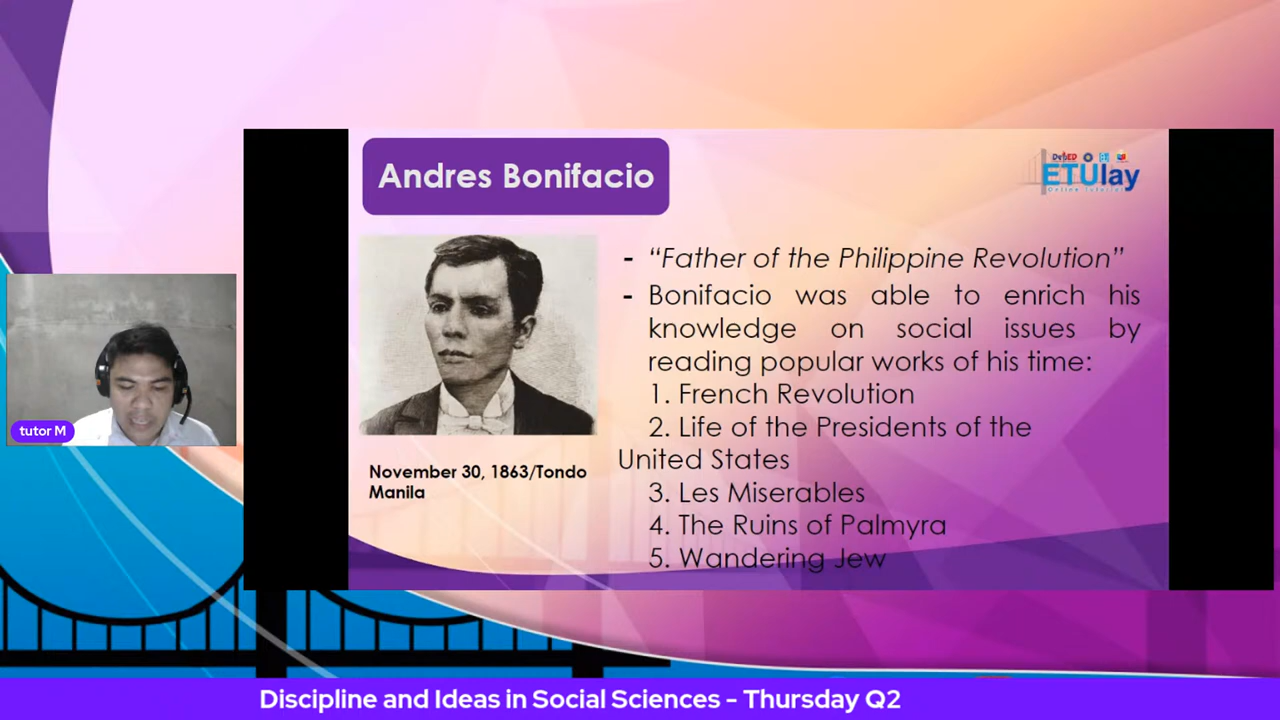 Andres Bonifacio
DepED
ETUlay
- “Father of the Philippine Revolution”
- Bonifacio was able to enrich his
knowledge on social issues by
reading popular works of his time:
1. French Revolution
2. Life of the Presidents of the
United States
3. Les Miserables
4. The Ruins of Palmyra
5. Wandering Jew
November 30, 1863/Tondo
Manila
tutor M
Discipline and Ideas in Social Sciences - Thursday Q2